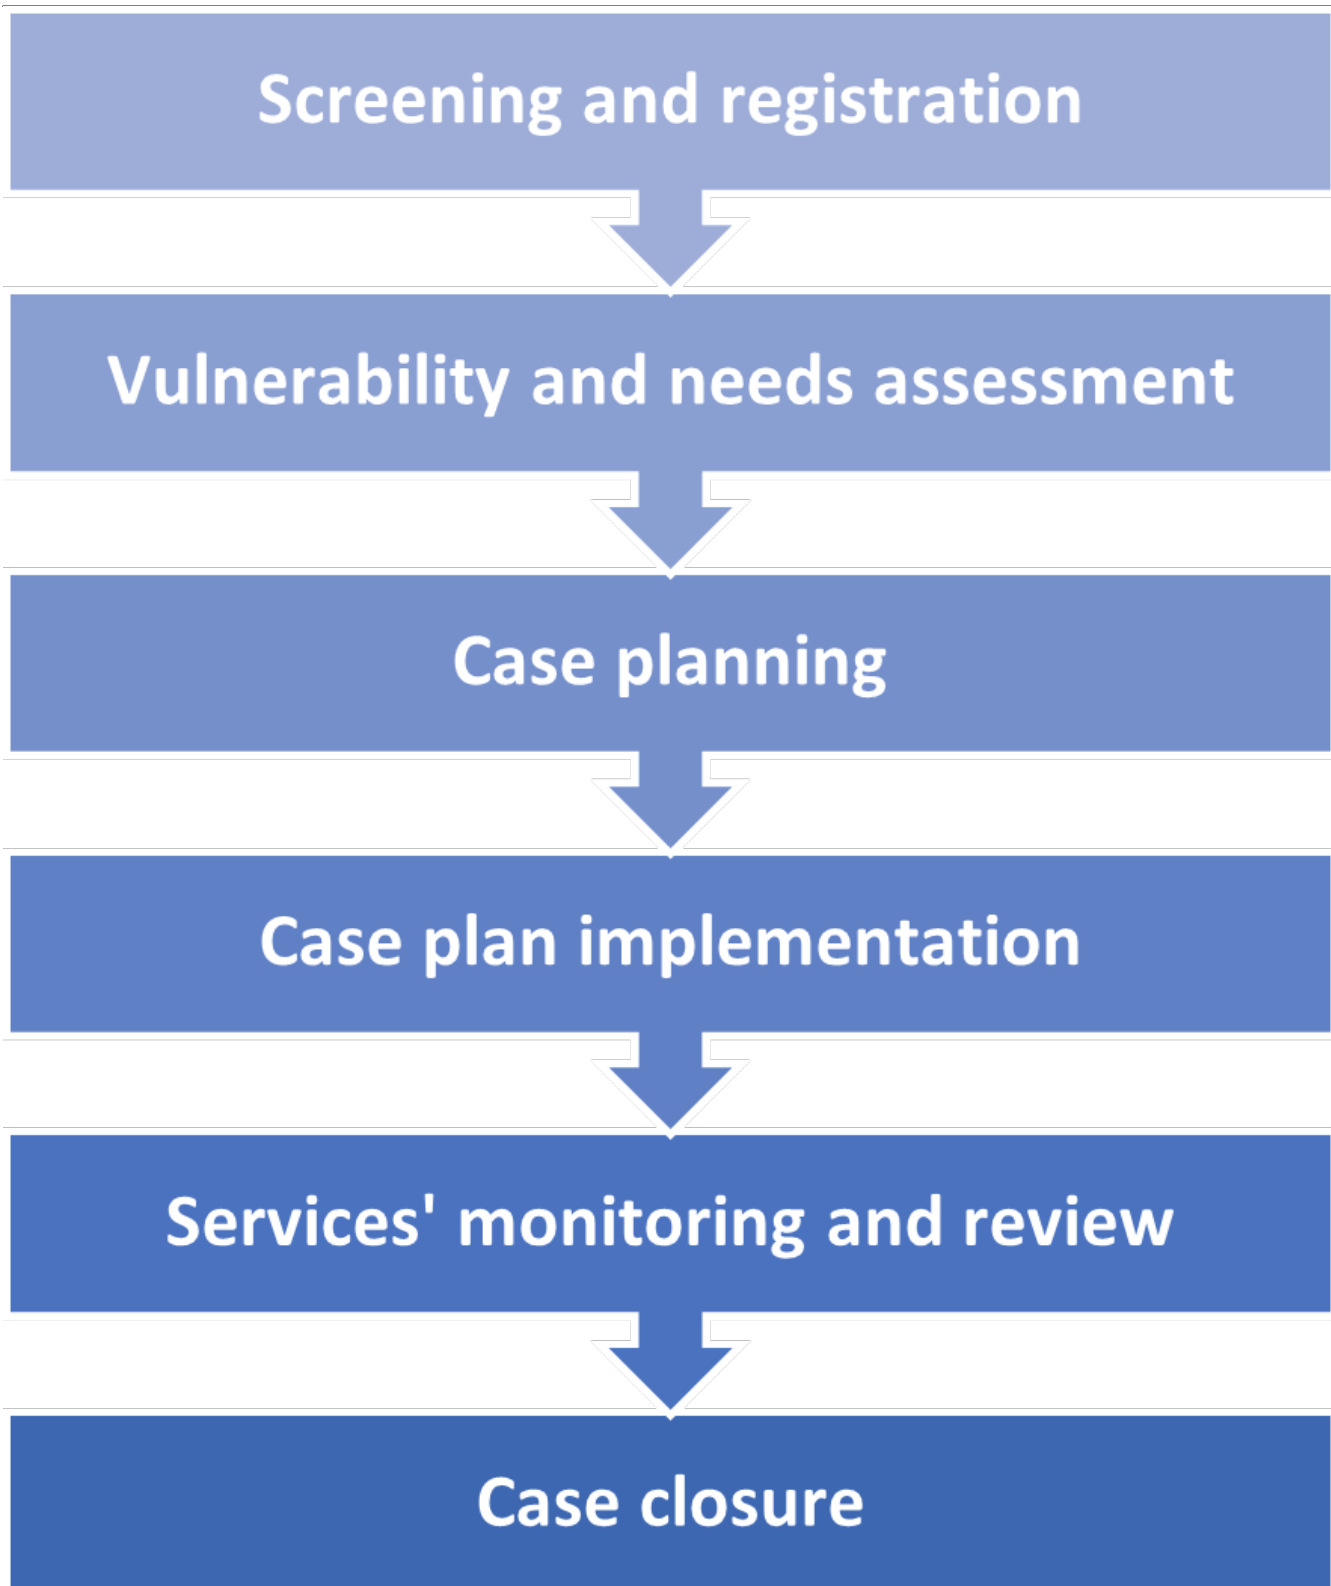 Screening and registration
Vulnerability and needs assessment
Case planning
Case plan implementation
Services' monitoring and review
Case closure